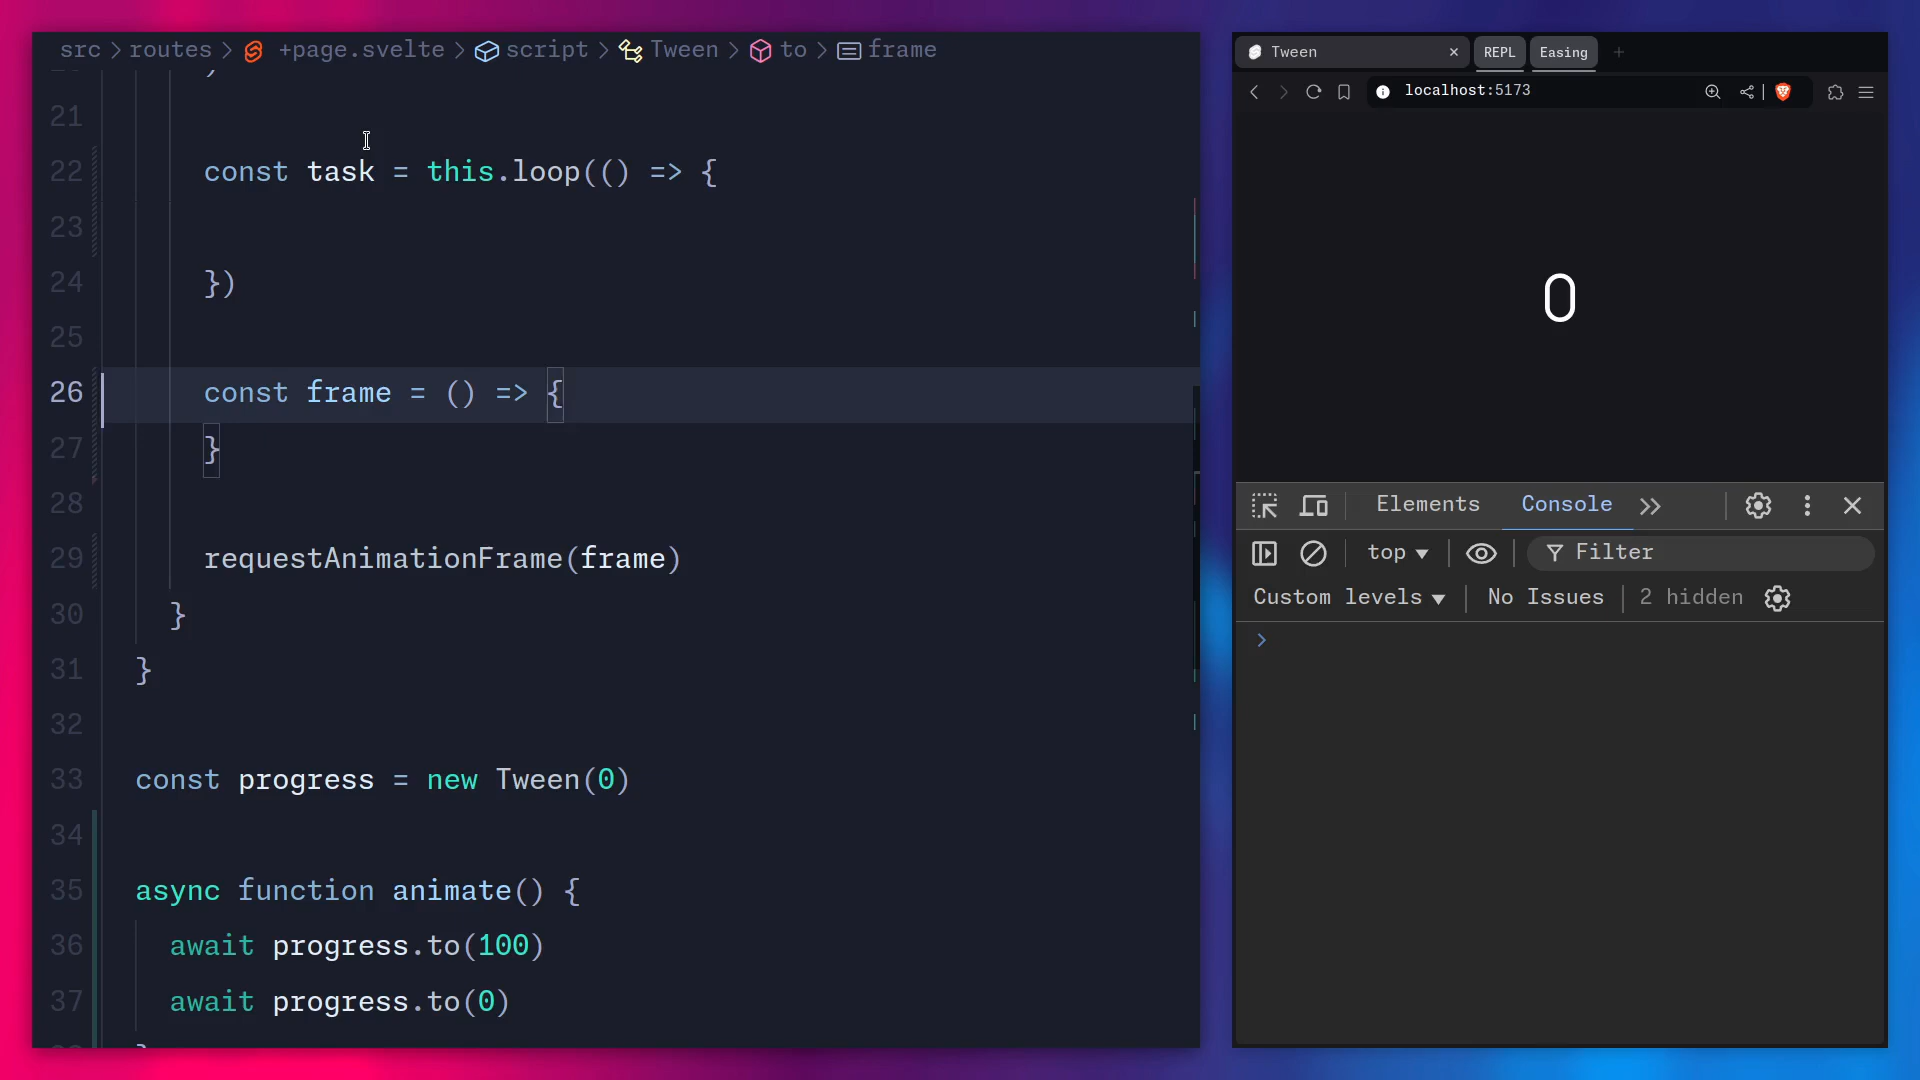 src > routes > +page.svelte > script > Tween > to > frame
21
22 const task = this.loop(() => {
23
24 })
25
26 const frame = () => {
27 }
28
29 requestAnimationFrame(frame)
30 }
31 }
32
33 const progress = new Tween(0)
34
35 async function animate() {
36 await progress.to(100)
37 await progress.to(0)
Tween × REPL Easing +
localhost:5173
0
Elements Console
top Filter
Custom levels No Issues 2 hidden
>